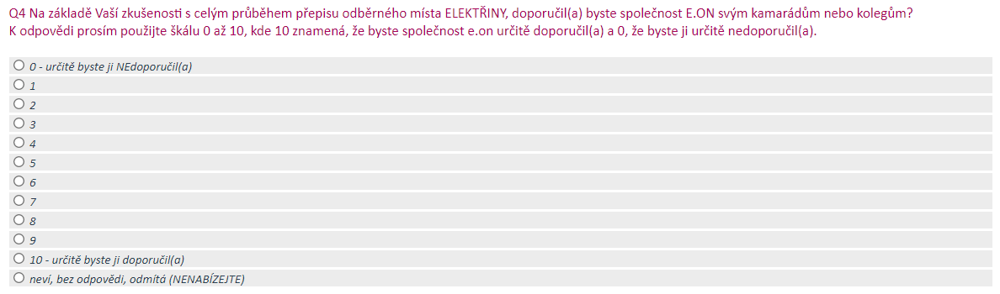 Q4 Na základě Vaší zkušenosti s celým průběhem přepisu odběrného místa ELEKTŘINY, doporučil(a) byste společnost E.ON svým kamarádům nebo kolegům?
K odpovědi prosím použijte škálu 0 až 10, kde 10 znamená, že byste společnost e.on určitě doporučil(a) a 0, že byste ji určitě nedoporučil(a).
0 - určitě byste ji NEdoporučil(a)
1
2
3
4
5
6
7
8
9
10 - určitě byste ji doporučil(a)
neví, bez odpovědi, odmítá (NENABÍZEJTE)